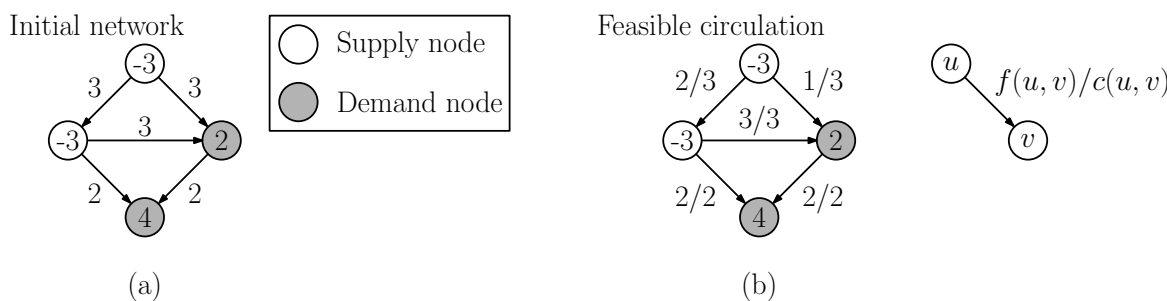 Initial network
-3
3 3
-3 3 2
2 2
4
(a)
Supply node
Demand node
Feasible circulation
-3
2/3 1/3
-3 3/3 2
2/2 2/2
4
(b)
u
f(u, v)/c(u, v)
v